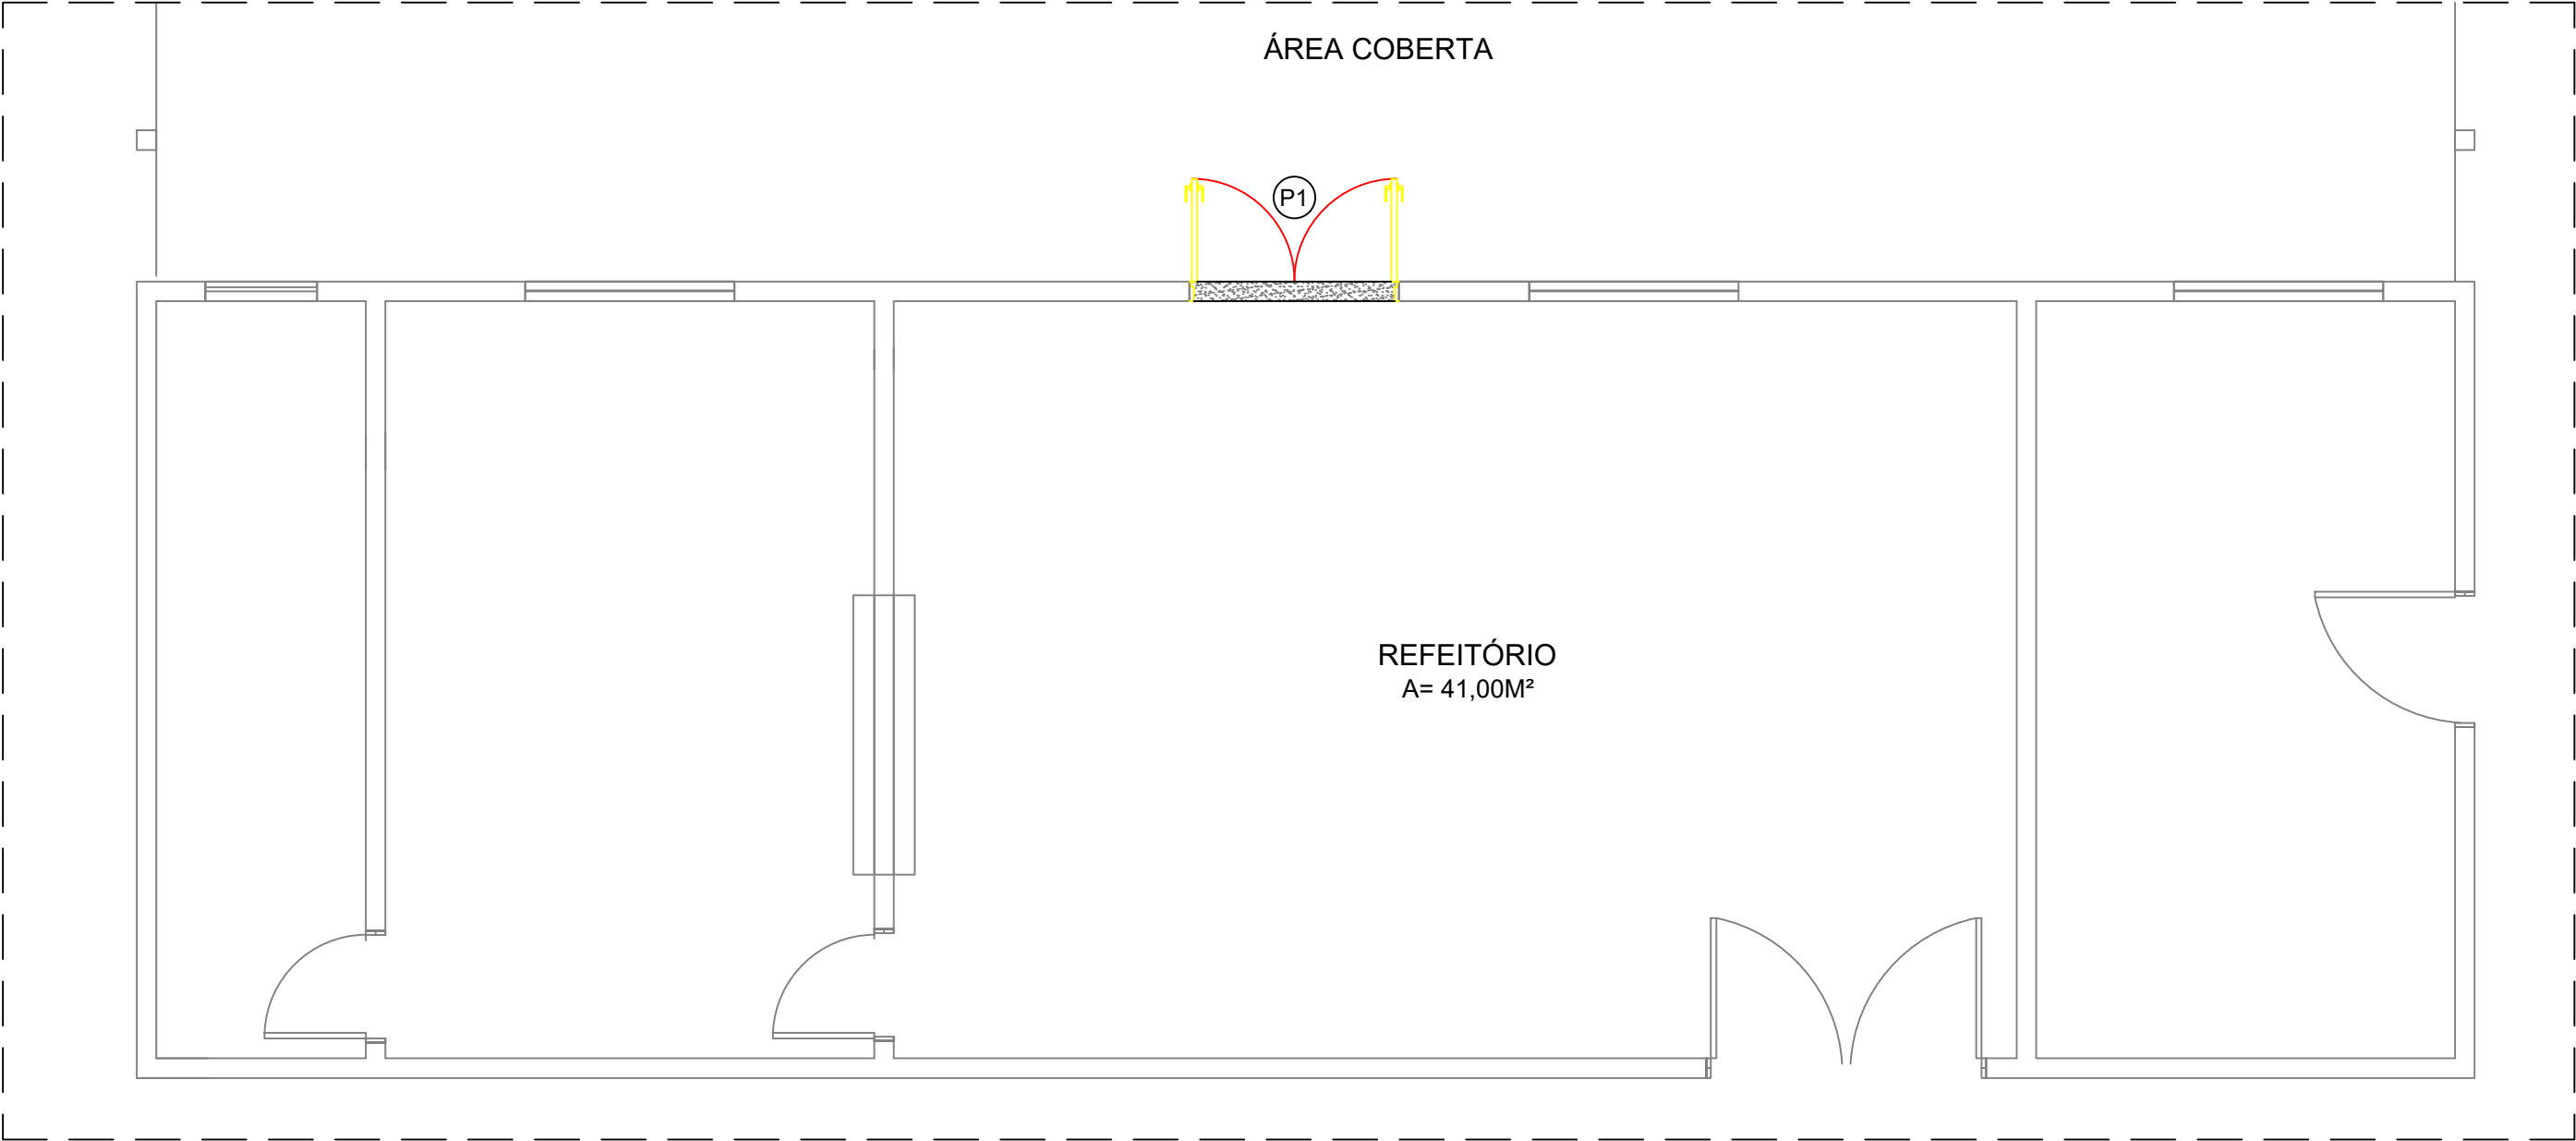 ÁREA COBERTA
P1
REFEITÓRIO
A= 41,00M²